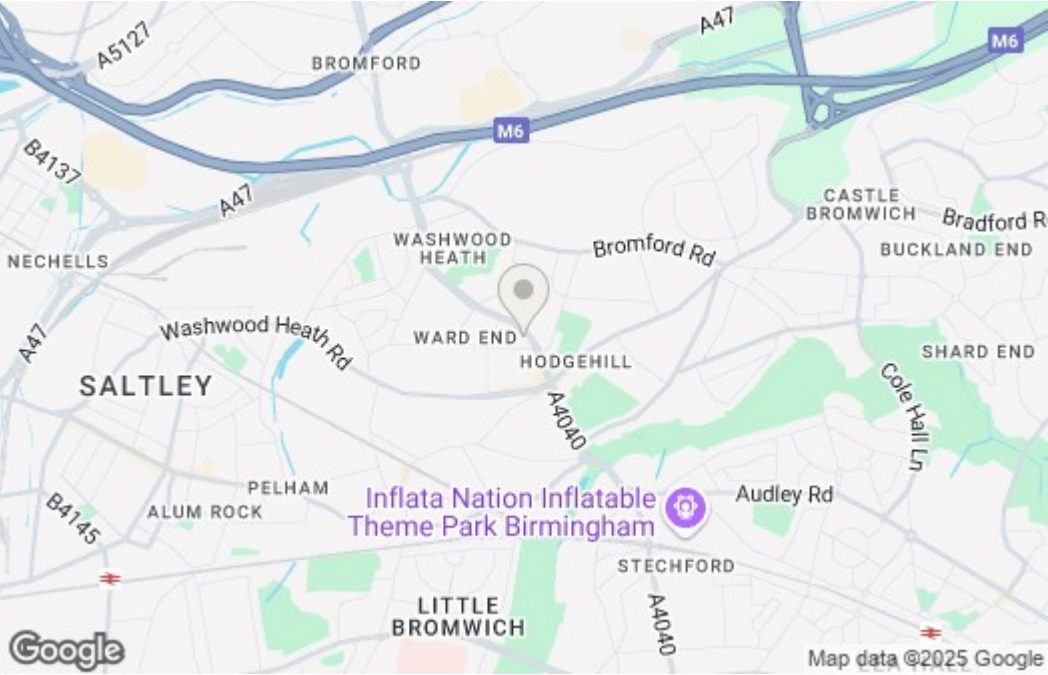 A47
A5127
M6
BROMFORD
M6
B4137
A47
CASTLE
BROMWICH
Bradford R
WASHWOOD
HEATH
Bromford Rd
BUCKLAND END
NECHELLS
Washwood Heath Rd
WARD END
A47
HODGEHILL
SHARD END
SALTLEY
Cole Hall Ln
A4040
PELHAM
Inflata Nation Inflatable
Theme Park Birmingham
Audley Rd
B4145
ALUM ROCK
STECHFORD
LITTLE
BROMWICH
A4040
Google
Map data ©2025 Google